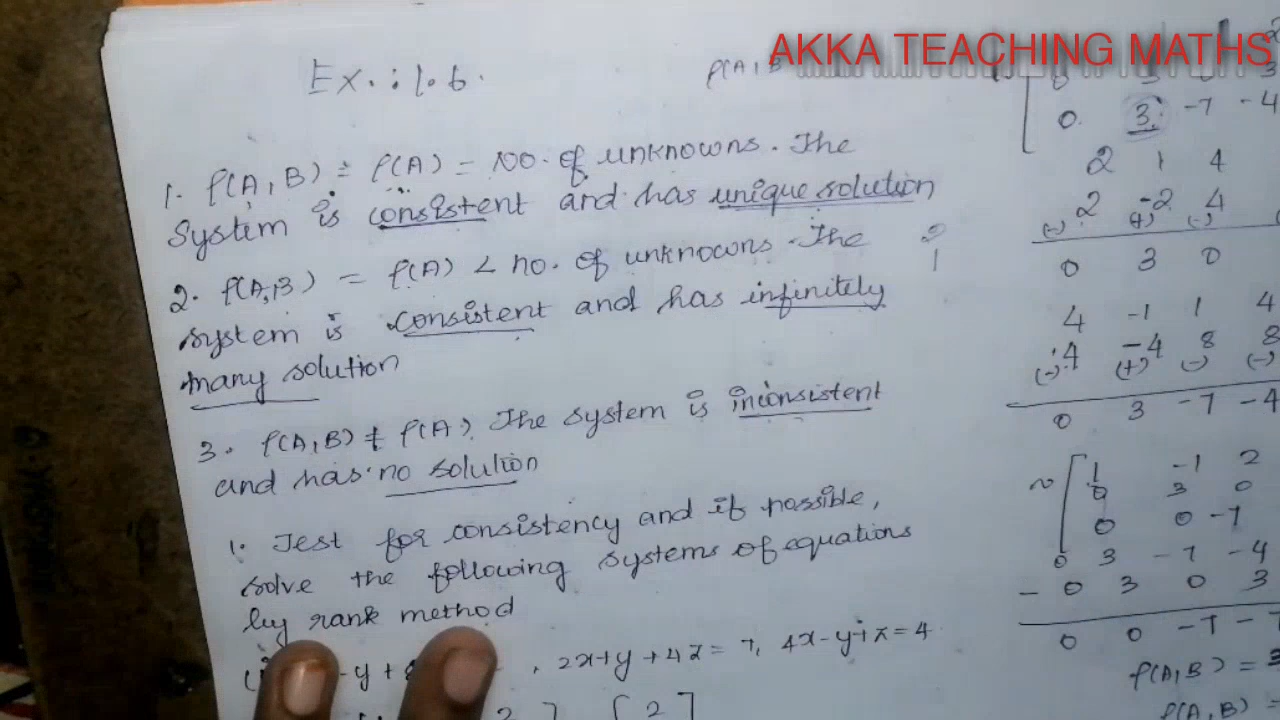 AKKA TEACHING MATHS
Ex.: 1.6.
1. ρ(A,B) = ρ(A) = No. of unknowns. The
System is consistent and has unique solution
2. ρ(A,B) = ρ(A) < no. of unknowns. The
system is consistent and has infinitely
many solution
3. ρ(A,B) ≠ ρ(A). The system is inconsistent
and has no solution
1. Test for consistency and if possible,
solve the following systems of equations
by rank method
-y + , 2x+y+4z = 7, 4x-y+z = 4
2 ] [ 2 ]
ρ(A,B
3
0 3 -7 -4
2 1 4
2 -2 4
(-) (+) (-)
0 3 0
4 -1 1 4
4 -4 8 8
(-) (+) (-) (-)
0 3 -7 -4
~ [ 1 -1 2
0 3 0
0 0 -7
0 3 -7 -4
- 0 3 0 3
0 0 -7 -7
ρ(A,B) = 3
ρ(A,B) =